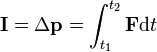 I = Δp = ∫_{t_1}^{t_2} F dt